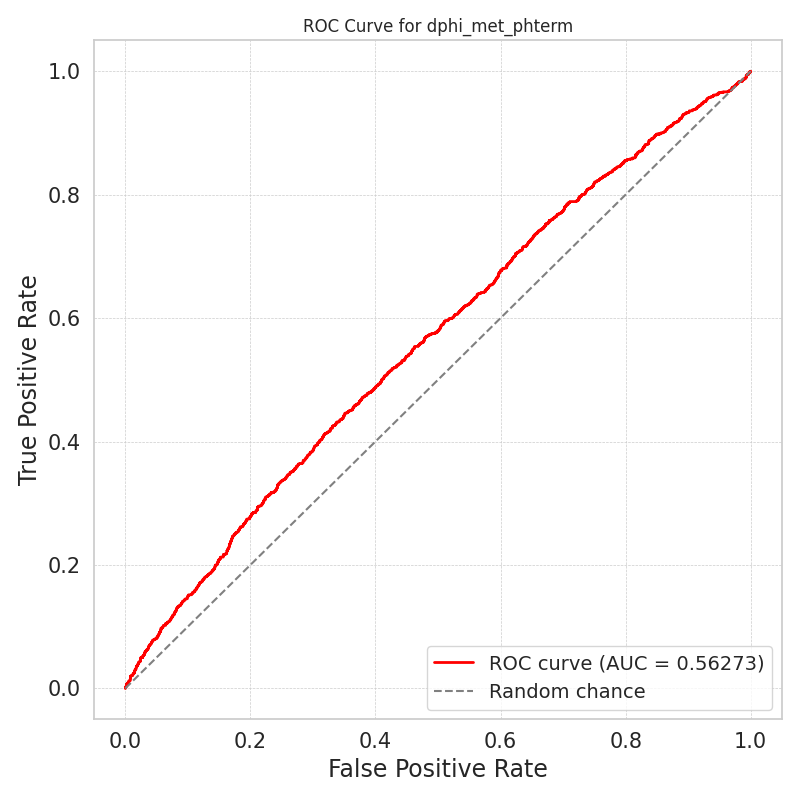 ROC Curve for dphi_met_phterm
True Positive Rate
1.0
0.8
0.6
0.4
0.2
0.0
ROC curve (AUC = 0.56273)
Random chance
0.0 0.2 0.4 0.6 0.8 1.0
False Positive Rate